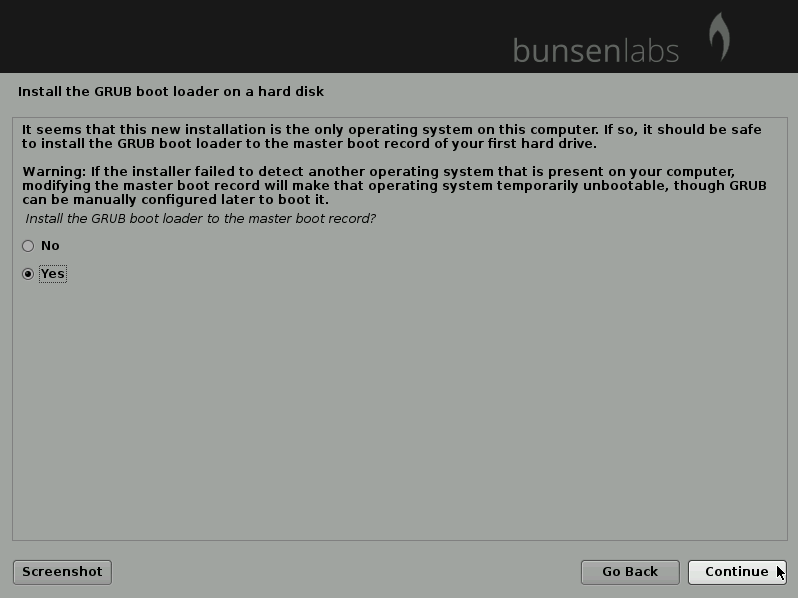 bunsenlabs
Install the GRUB boot loader on a hard disk
It seems that this new installation is the only operating system on this computer. If so, it should be safe
to install the GRUB boot loader to the master boot record of your first hard drive.
Warning: If the installer failed to detect another operating system that is present on your computer,
modifying the master boot record will make that operating system temporarily unbootable, though GRUB
can be manually configured later to boot it.
Install the GRUB boot loader to the master boot record?
No
Yes
Screenshot
Go Back
Continue